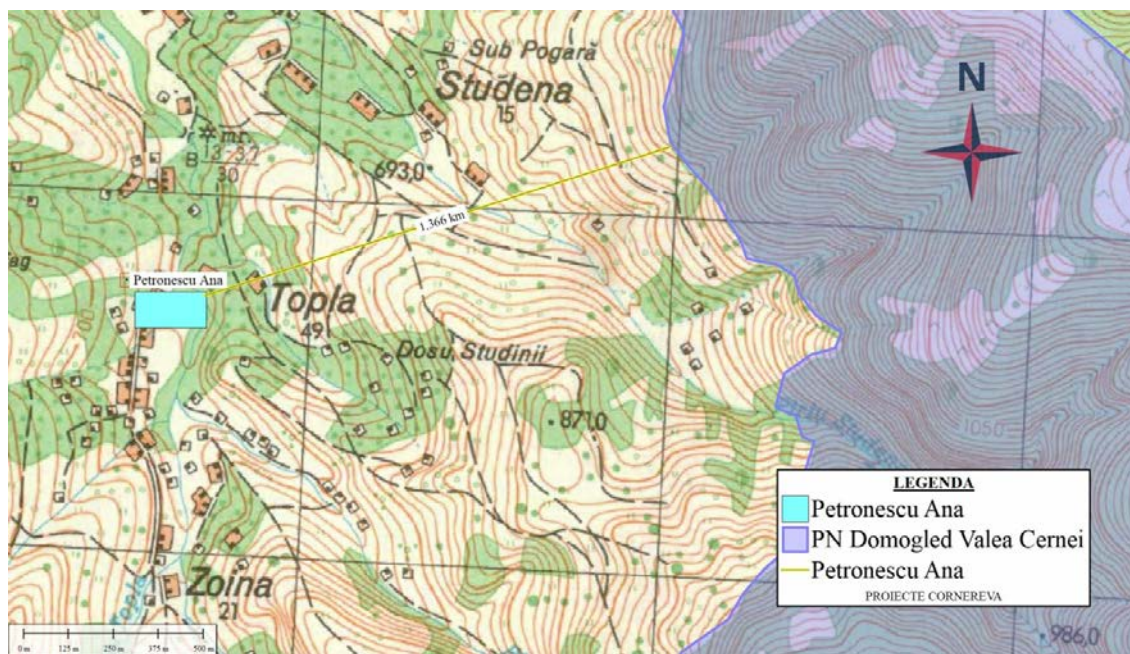 Sub Pogară
Studena
15
N
mr.
B 13-37
30
693,0
1,366 km
Petronescu Ana
Topla
49
Dosu Studinii
871,0
1050
LEGENDA
Petronescu Ana
PN Domogled Valea Cernei
Petronescu Ana
PROIECTE CORNEREVA
Zoina
21
986,0
0 m 125 m 250 m 375 m 500 m